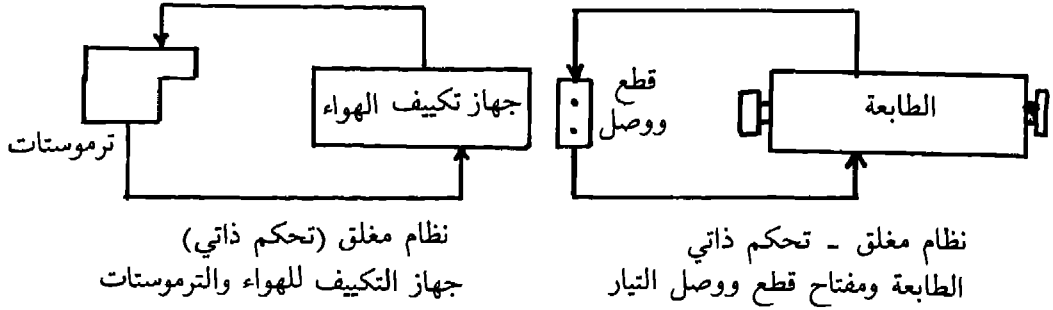 قطع
ووصل
الطابعة
نظام مغلق - تحكم ذاتي
الطابعة ومفتاح قطع ووصل التيار
جهاز تكييف الهواء
ترموستات
نظام مغلق (تحكم ذاتي)
جهاز التكييف للهواء والترموستات